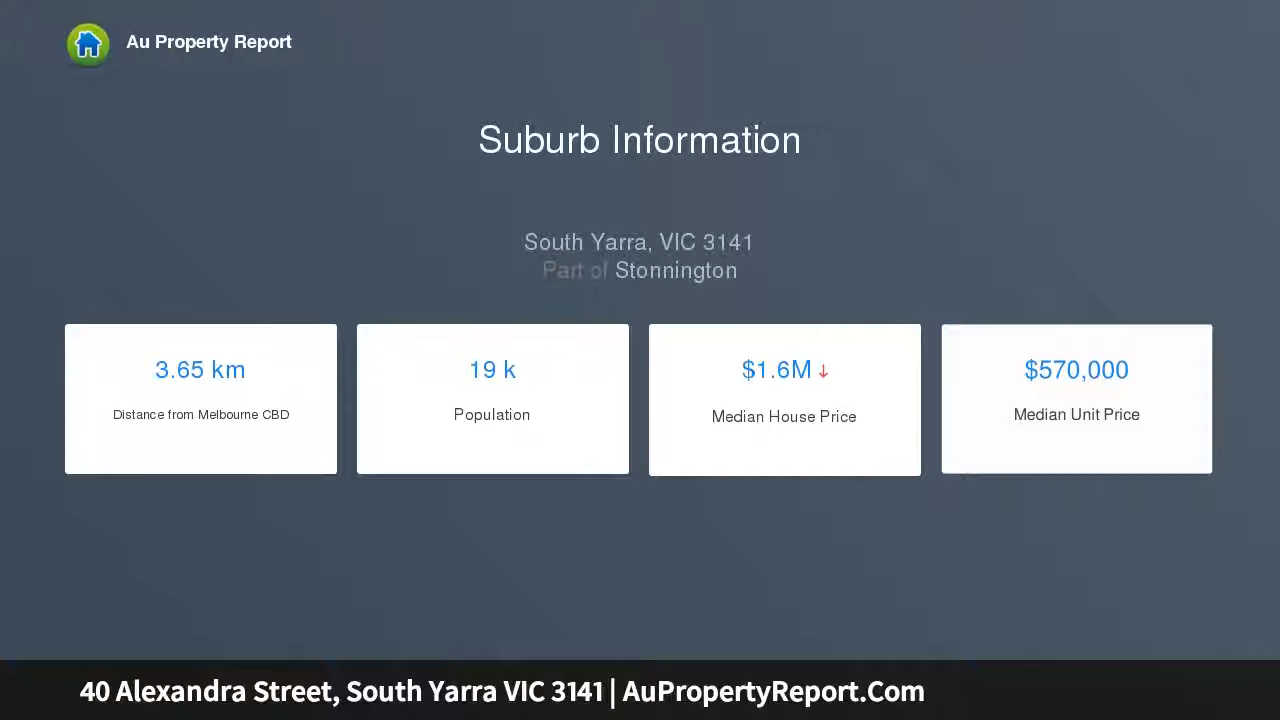 Au Property Report
Suburb Information
South Yarra, VIC 3141
Part of Stonnington
3.65 km
Distance from Melbourne CBD
19 k
Population
$1.6M ↓
Median House Price
$570,000
Median Unit Price
40 Alexandra Street, South Yarra VIC 3141 | AuPropertyReport.Com